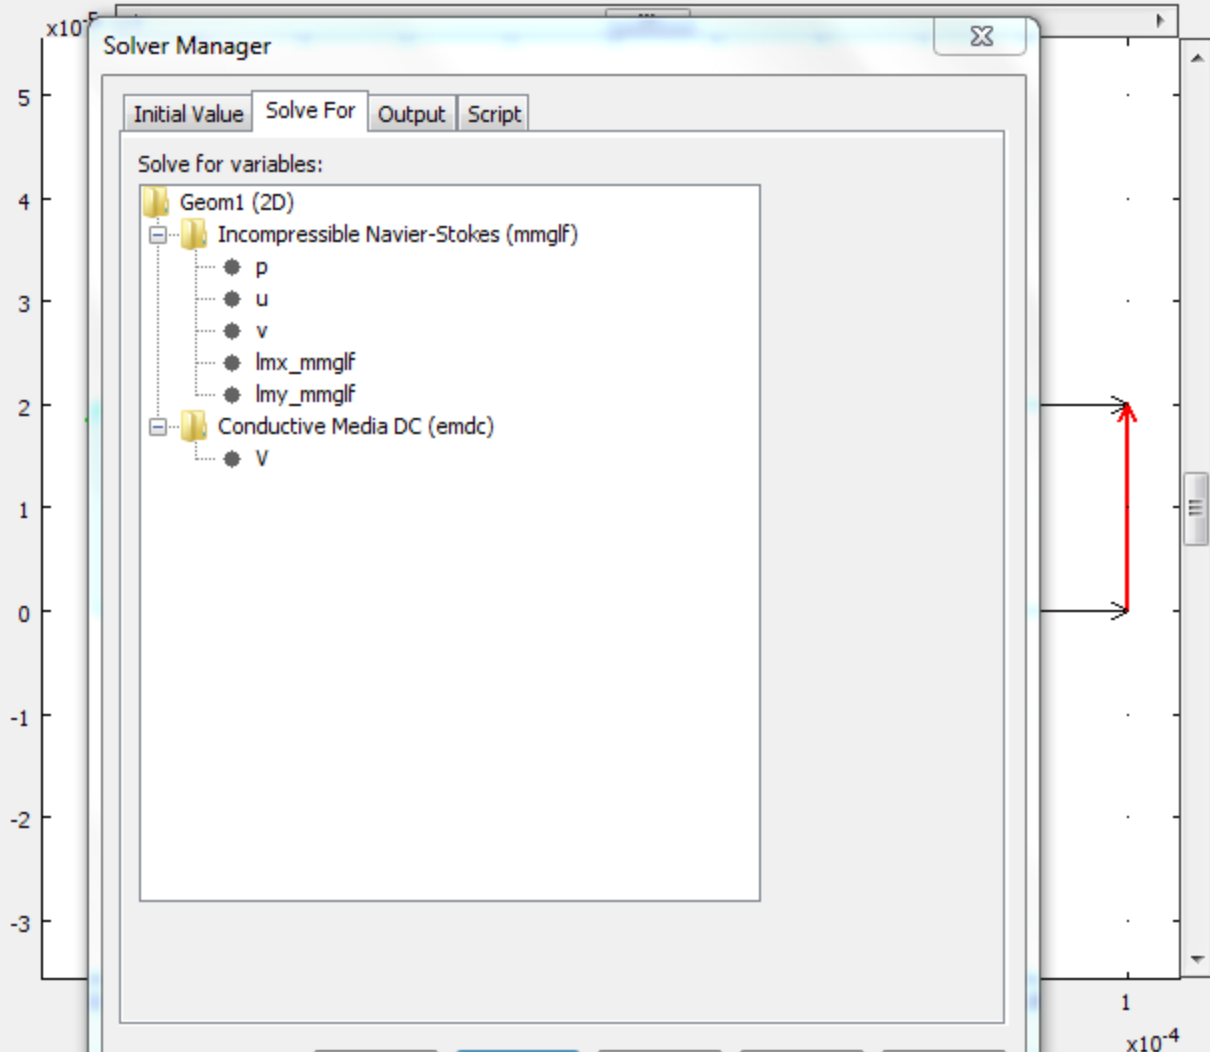 x10-5
Solver Manager
Initial Value Solve For Output Script
Solve for variables:
Geom1 (2D)
Incompressible Navier-Stokes (mmglf)
p
u
v
lmx_mmglf
lmy_mmglf
Conductive Media DC (emdc)
V
5
4
3
2
1
0
-1
-2
-3
1
x10-4